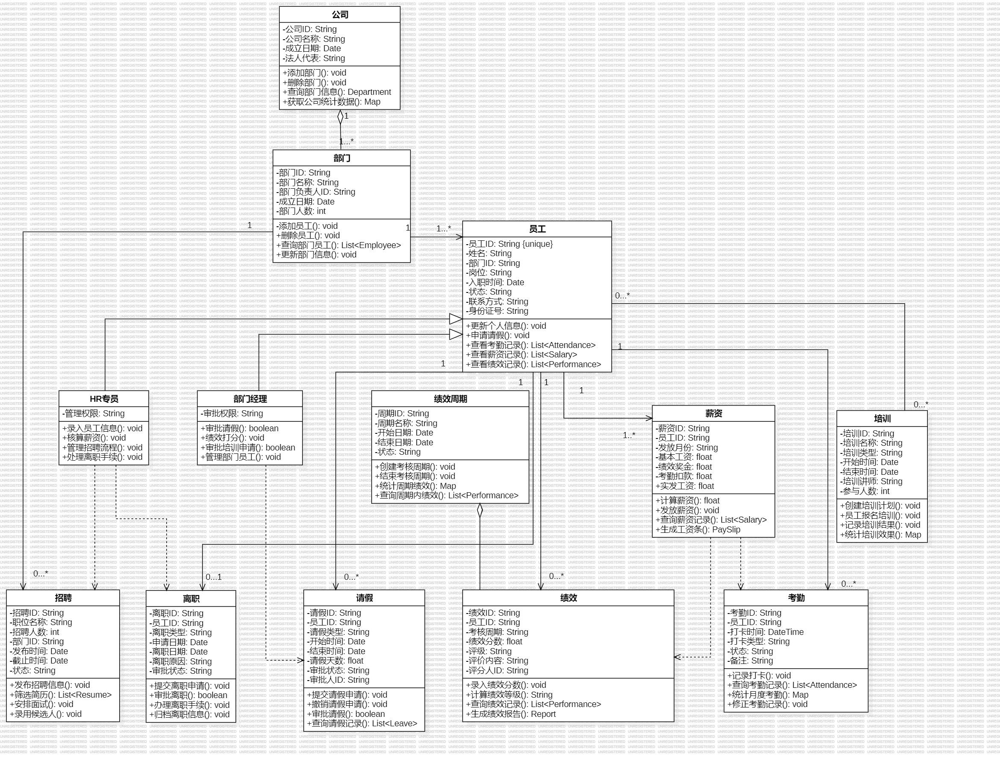 公司
-公司ID: String
-公司名称: String
-成立日期: Date
-法人代表: String
+添加部门(): void
+删除部门(): void
+查询部门信息(): Department
+获取公司统计数据(): Map
1
1...*
部门
-部门ID: String
-部门名称: String
-部门负责人ID: String
-成立日期: Date
-部门人数: int
-添加员工(): void
+删除员工(): void
+查询部门员工(): List<Employee>
+更新部门信息(): void
1
1
1...*
员工
-员工ID: String {unique}
-姓名: String
-部门ID: String
-岗位: String
-入职时间: Date
-状态: String
-联系方式: String
-身份证号: String
+更新个人信息(): void
+申请请假(): void
+查看考勤记录(): List<Attendance>
+查看薪资记录(): List<Salary>
+查看绩效记录(): List<Performance>
0...*
1
1
1
1
1
HR专员
-管理权限: String
+录入员工信息(): void
+核算薪资(): void
+管理招聘流程(): void
+处理离职手续(): void
部门经理
-审批权限: String
+审批请假(): boolean
+绩效打分(): void
+审批培训申请(): boolean
+管理部门员工(): void
绩效周期
-周期ID: String
-周期名称: String
-开始日期: Date
-结束日期: Date
-状态: String
+创建考核周期(): void
+结束考核周期(): void
+统计周期绩效(): Map
+查询周期内绩效(): List<Performance>
1..*
薪资
-薪资ID: String
-员工ID: String
-发放月份: String
-基本工资: float
-绩效奖金: float
-考勤扣款: float
+实发工资: float
+计算薪资(): float
+发放薪资(): void
+查询薪资记录(): List<Salary>
+生成工资条(): PaySlip
0...*
培训
-培训ID: String
-培训名称: String
-培训类型: String
-开始时间: Date
-结束时间: Date
-培训讲师: String
-参与人数: int
+创建培训计划(): void
+员工报名培训(): void
+记录培训结果(): void
+统计培训效果(): Map
0...*
招聘
-招聘ID: String
-职位名称: String
-招聘人数: int
-部门ID: String
-发布时间: Date
-截止时间: Date
-状态: String
+发布招聘信息(): void
+筛选简历(): List<Resume>
+安排面试(): void
+录用候选人(): void
0...1
离职
-离职ID: String
-员工ID: String
-离职类型: String
-申请日期: Date
-离职日期: Date
-离职原因: String
-审批状态: String
+提交离职申请(): void
+审批离职(): boolean
+办理离职手续(): void
+归档离职信息(): void
0...*
请假
-请假ID: String
-员工ID: String
-请假类型: String
-开始时间: Date
-结束时间: Date
-请假天数: float
-审批状态: String
-审批人ID: String
+提交请假申请(): void
+撤销请假申请(): void
+审批请假(): boolean
+查询请假记录(): List<Leave>
0...*
绩效
-绩效ID: String
-员工ID: String
-考核周期: String
-绩效分数: float
-评级: String
-评价内容: String
-评分人ID: String
+录入绩效分数(): void
+计算绩效等级(): String
+查询绩效记录(): List<Performance>
+生成绩效报告(): Report
0...*
考勤
-考勤ID: String
-员工ID: String
-打卡时间: DateTime
-打卡类型: String
-状态: String
-备注: String
+记录打卡(): void
+查询考勤记录(): List<Attendance>
+统计月度考勤(): Map
+修正考勤记录(): void
UNREGISTERED